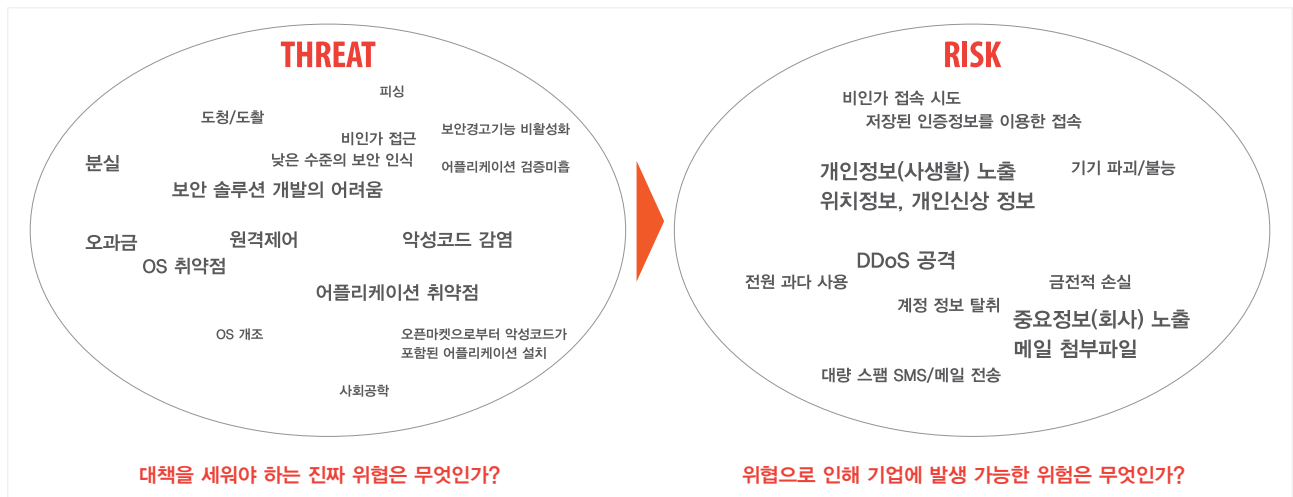 THREAT
피싱
도청/도촬
보안경고기능 비활성화
비인가 접근
낮은 수준의 보안 인식
분실
어플리케이션 검증미흡
보안 솔루션 개발의 어려움
오과금
원격제어
악성코드 감염
OS 취약점
어플리케이션 취약점
OS 개조
오픈마켓으로부터 악성코드가
포함된 어플리케이션 설치
사회공학
대책을 세워야 하는 진짜 위협은 무엇인가?
RISK
비인가 접속 시도
저장된 인증정보를 이용한 접속
개인정보(사생활) 노출
위치정보, 개인신상 정보
기기 파괴/불능
DDoS 공격
전원 과다 사용
금전적 손실
계정 정보 탈취
중요정보(회사) 노출
메일 첨부파일
대량 스팸 SMS/메일 전송
위협으로 인해 기업에 발생 가능한 위험은 무엇인가?